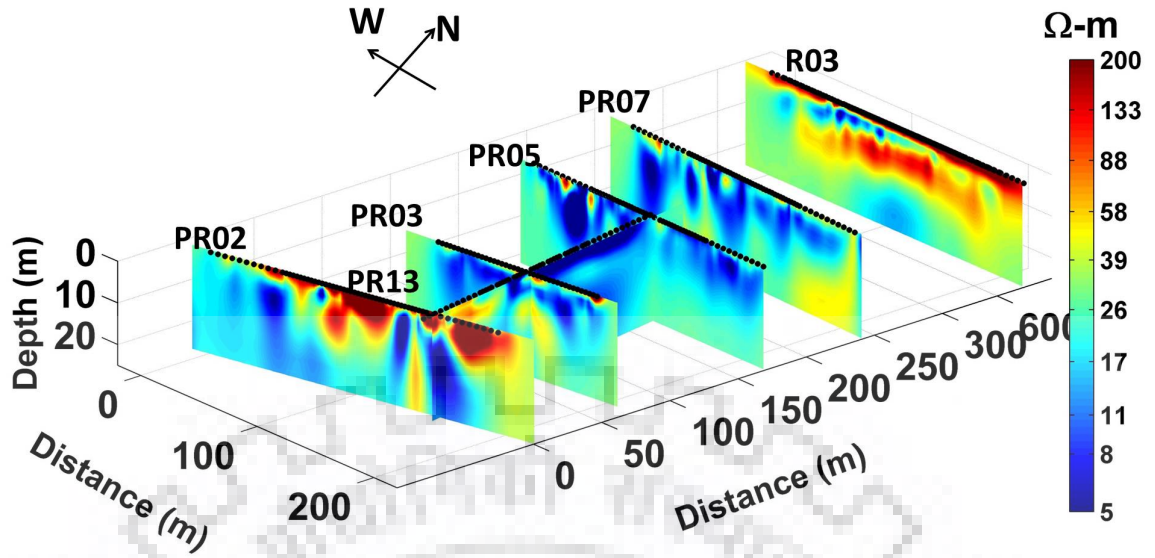 W
N
Ω-m
R03
200
PR07
133
PR05
88
PR03
58
PR02
39
PR13
26
17
11
8
5
Depth (m)
0
10
20
Distance (m)
0
100
200
Distance (m)
0
50
100
150
200
250
300
600